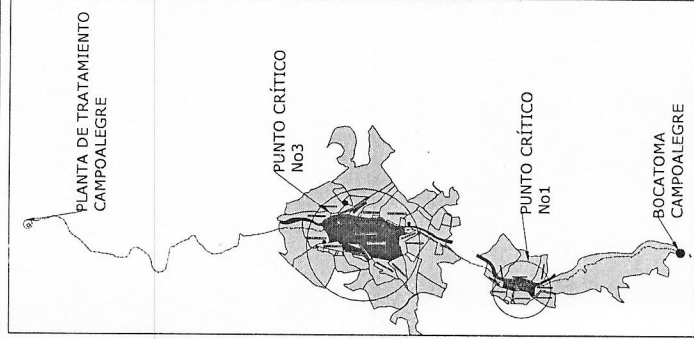 PLANTA DE TRATAMIENTO
CAMPOALEGRE
PUNTO CRÍTICO
No3
PUNTO CRÍTICO
No1
BOCATOMA
CAMPOALEGRE